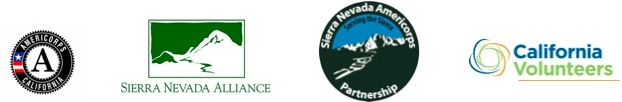 AMERICORPS
A
CALIFORNIA
SIERRA NEVADA ALLIANCE
Sierra Nevada Americorps
Serving the Sierra
Partnership
California
Volunteers